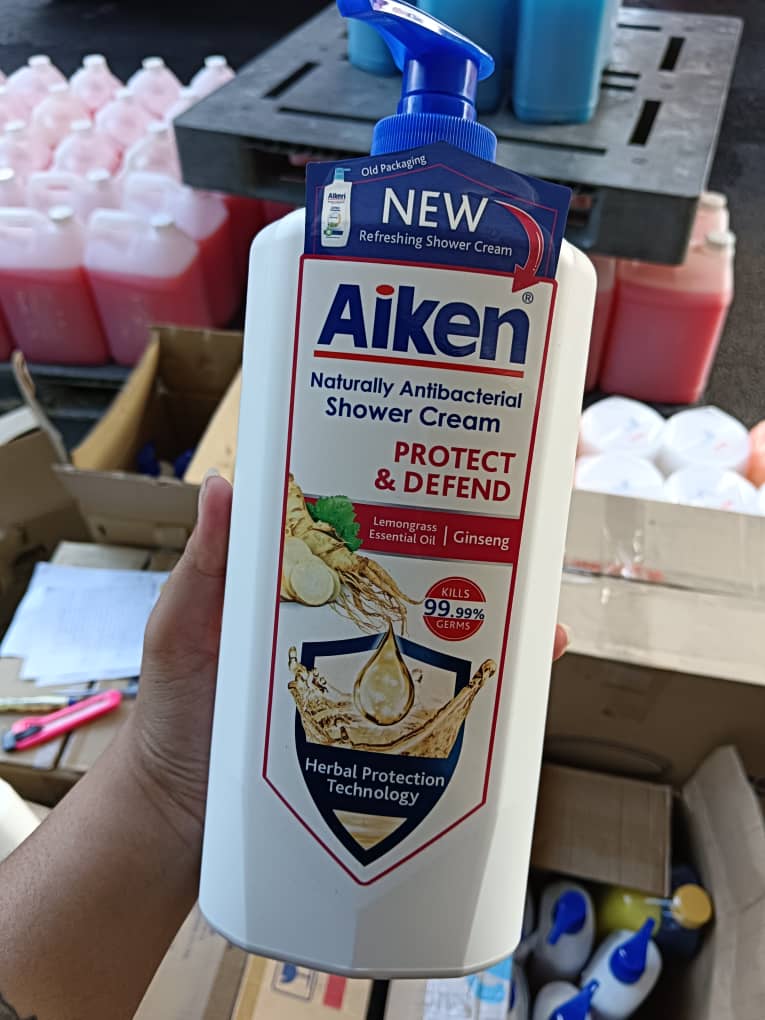 Old Packaging
Aiken
NEW
Refreshing Shower Cream
Aiken®
Naturally Antibacterial
Shower Cream
PROTECT
& DEFEND
Lemongrass
Essential Oil | Ginseng
KILLS
99.99%
GERMS
Herbal Protection
Technology